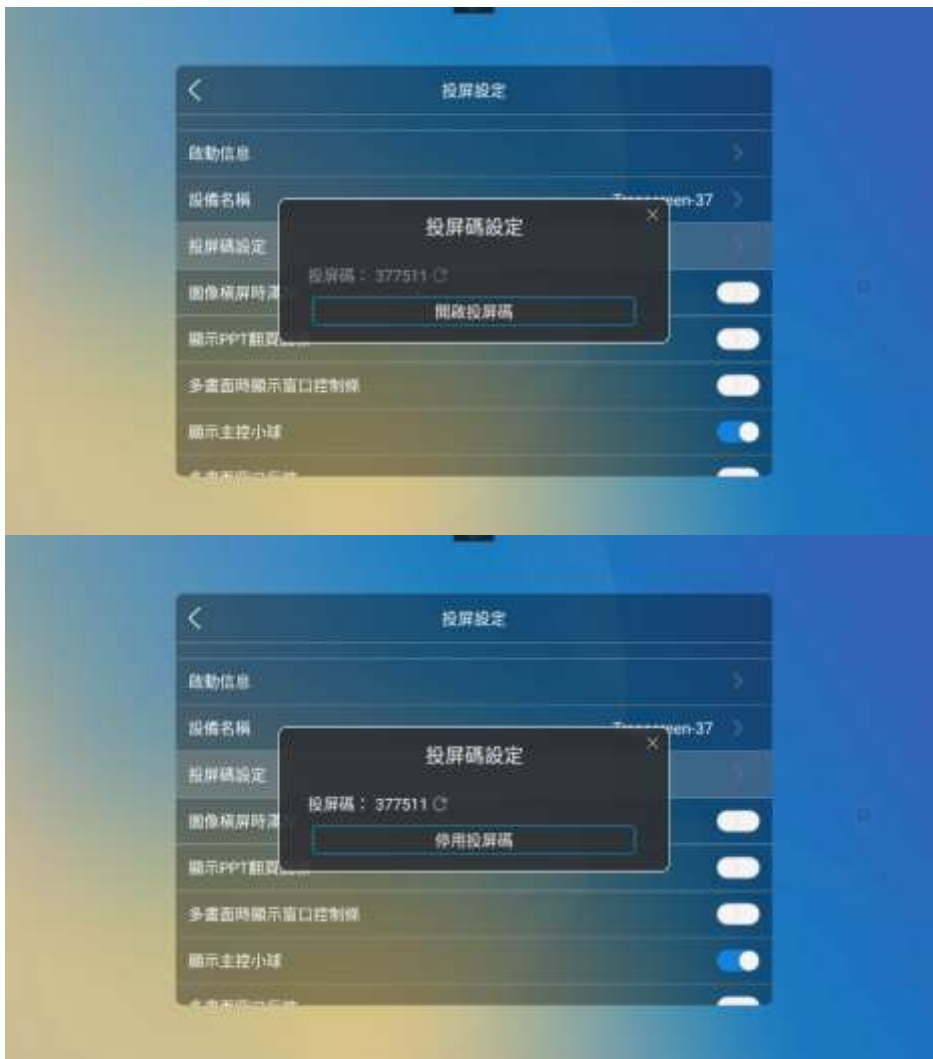 投屏設定
啟動信息
設備名稱
投屏碼設定
投屏碼設定
投屏碼： 377511
圖像橫屏時
開啟投屏碼
顯示PPT翻頁
多畫面時顯示窗口控制條
顯示主控小球
投屏設定
啟動信息
設備名稱
投屏碼設定
投屏碼設定
投屏碼： 377511
圖像橫屏時
停用投屏碼
顯示PPT翻頁
多畫面時顯示窗口控制條
顯示主控小球